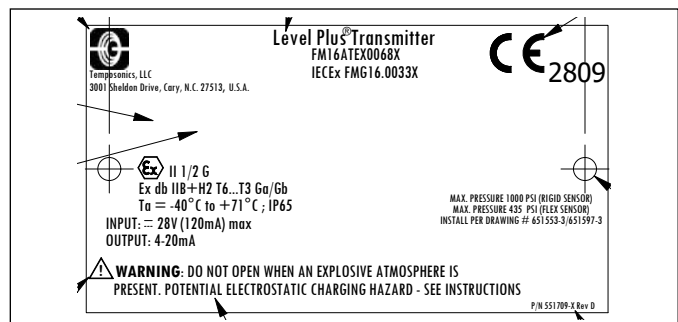 Level Plus® Transmitter
FM16ATEX0068X
IECEx FMG16.0033X
CE 2809
Temposonics, LLC
3001 Sheldon Drive, Cary, N.C. 27513, U.S.A.
Ex II 1/2 G
Ex db IIB+H2 T6...T3 Ga/Gb
Ta = -40°C to +71°C ; IP65
INPUT: ⎓ 28V (120mA) max
OUTPUT: 4-20mA
MAX. PRESSURE 1000 PSI (RIGID SENSOR)
MAX. PRESSURE 435 PSI (FLEX SENSOR)
INSTALL PER DRAWING # 651553-3/651597-3
WARNING: DO NOT OPEN WHEN AN EXPLOSIVE ATMOSPHERE IS
PRESENT. POTENTIAL ELECTROSTATIC CHARGING HAZARD - SEE INSTRUCTIONS
P/N 551709-X Rev D